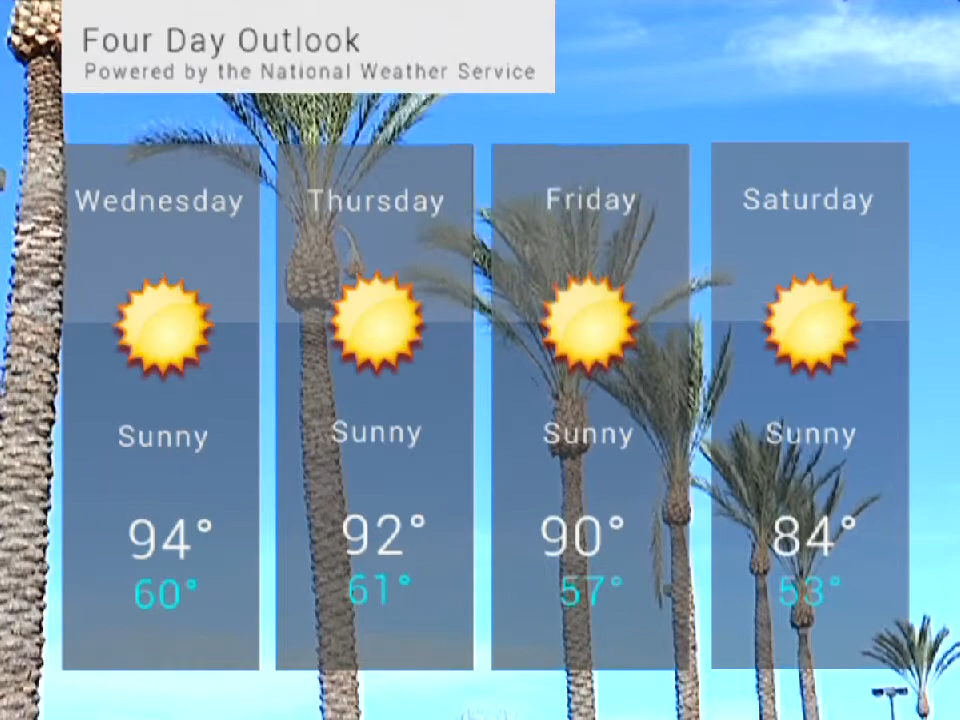 Four Day Outlook
Powered by the National Weather Service
Wednesday
Thursday
Friday
Saturday
Sunny
Sunny
Sunny
Sunny
94°
92°
90°
84°
60°
61°
57°
53°